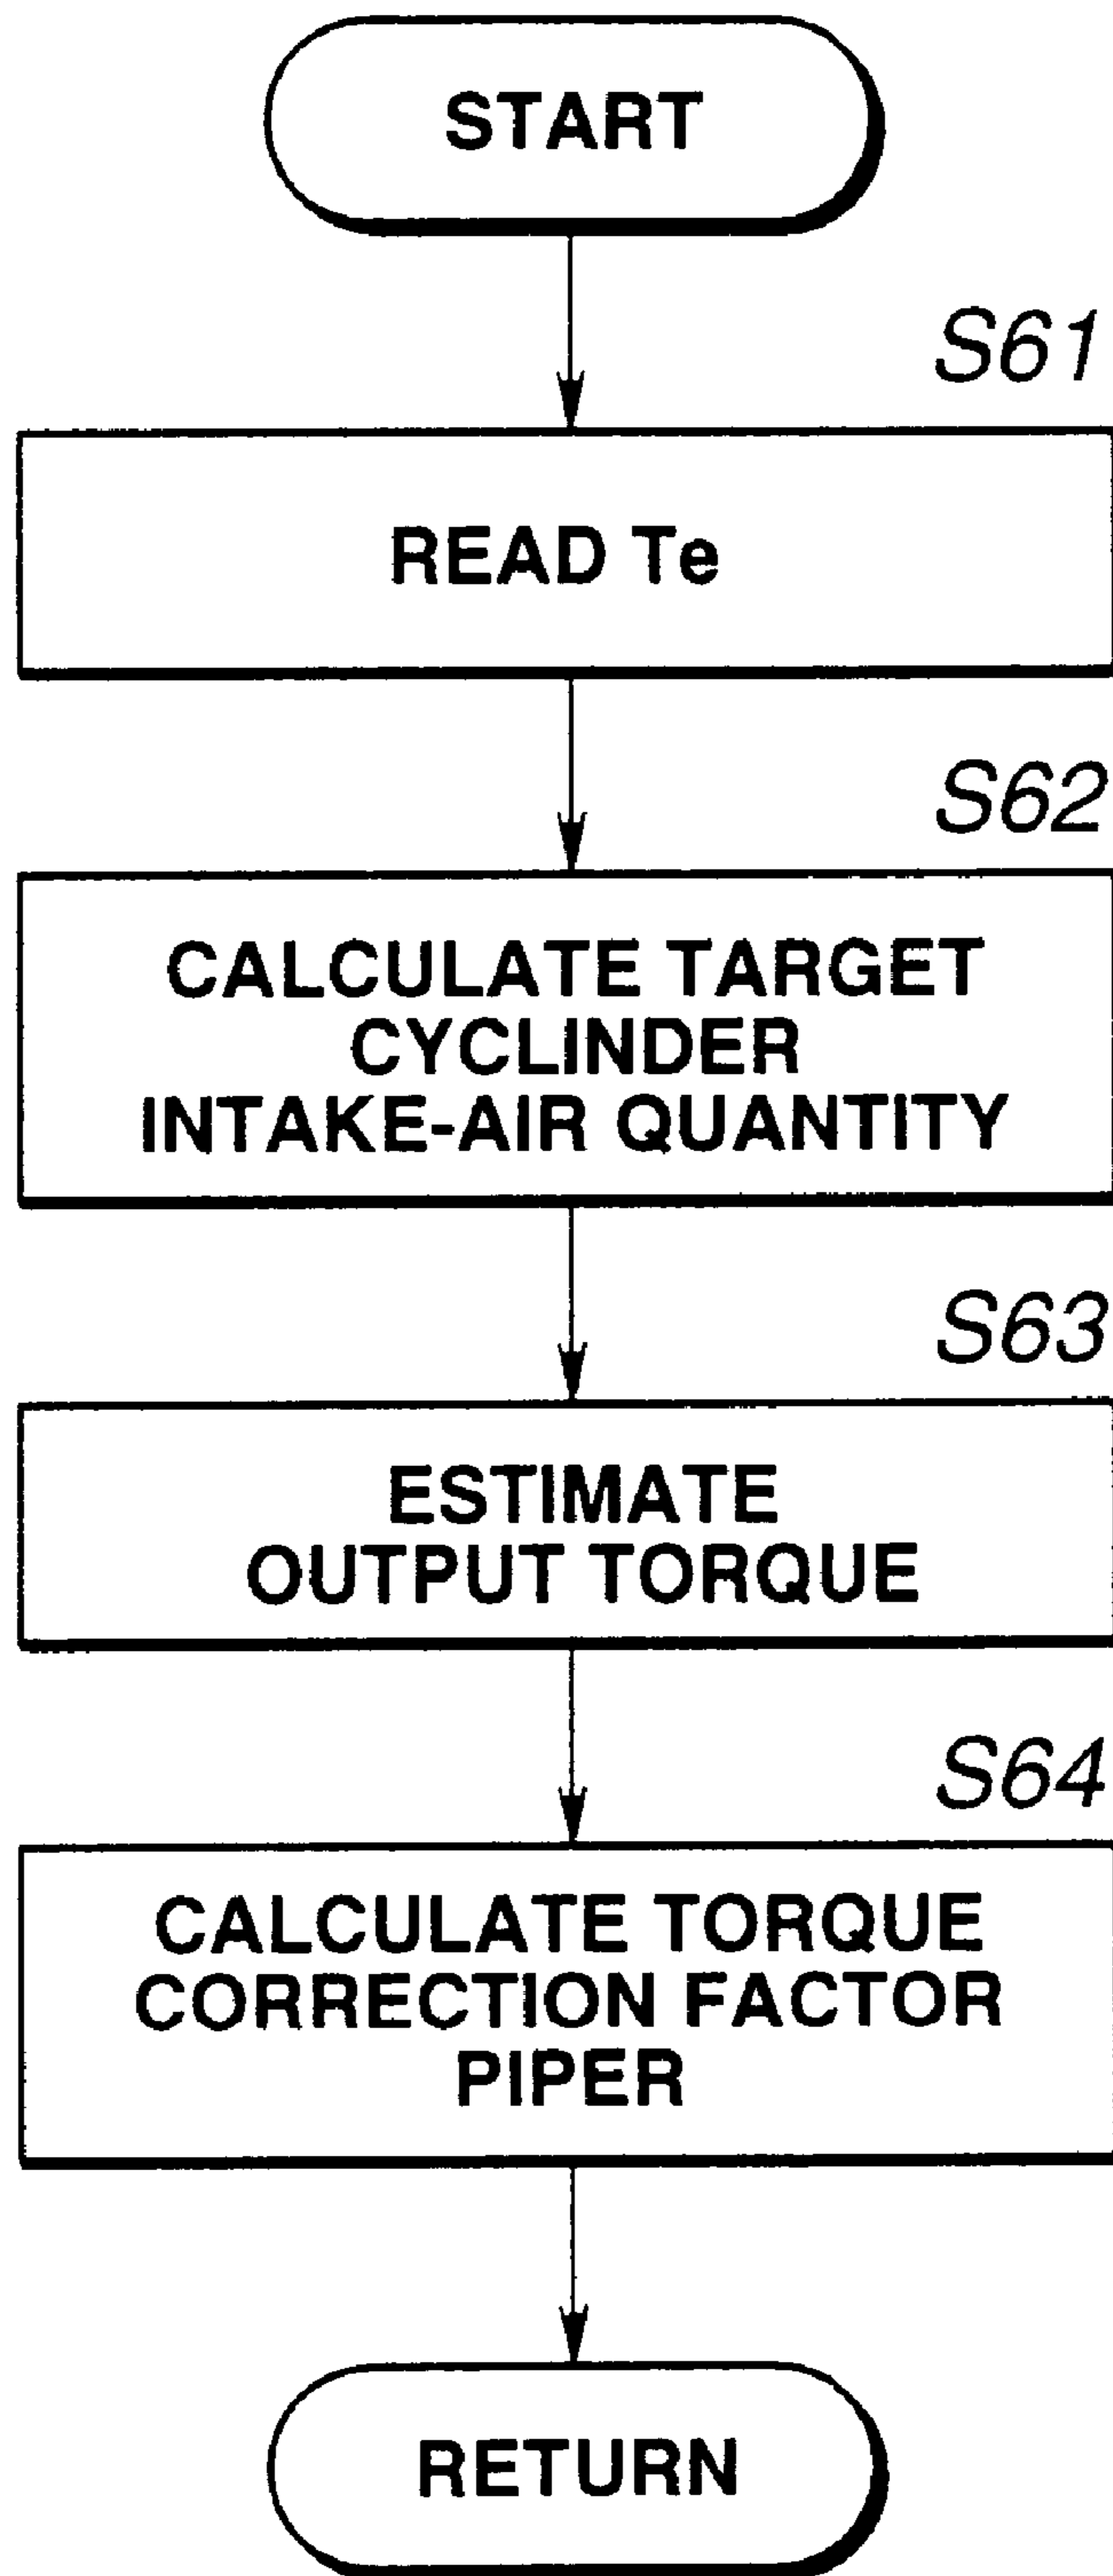 START
S61
READ Te
S62
CALCULATE TARGET
CYCLINDER
INTAKE-AIR QUANTITY
S63
ESTIMATE
OUTPUT TORQUE
S64
CALCULATE TORQUE
CORRECTION FACTOR
PIPER
RETURN